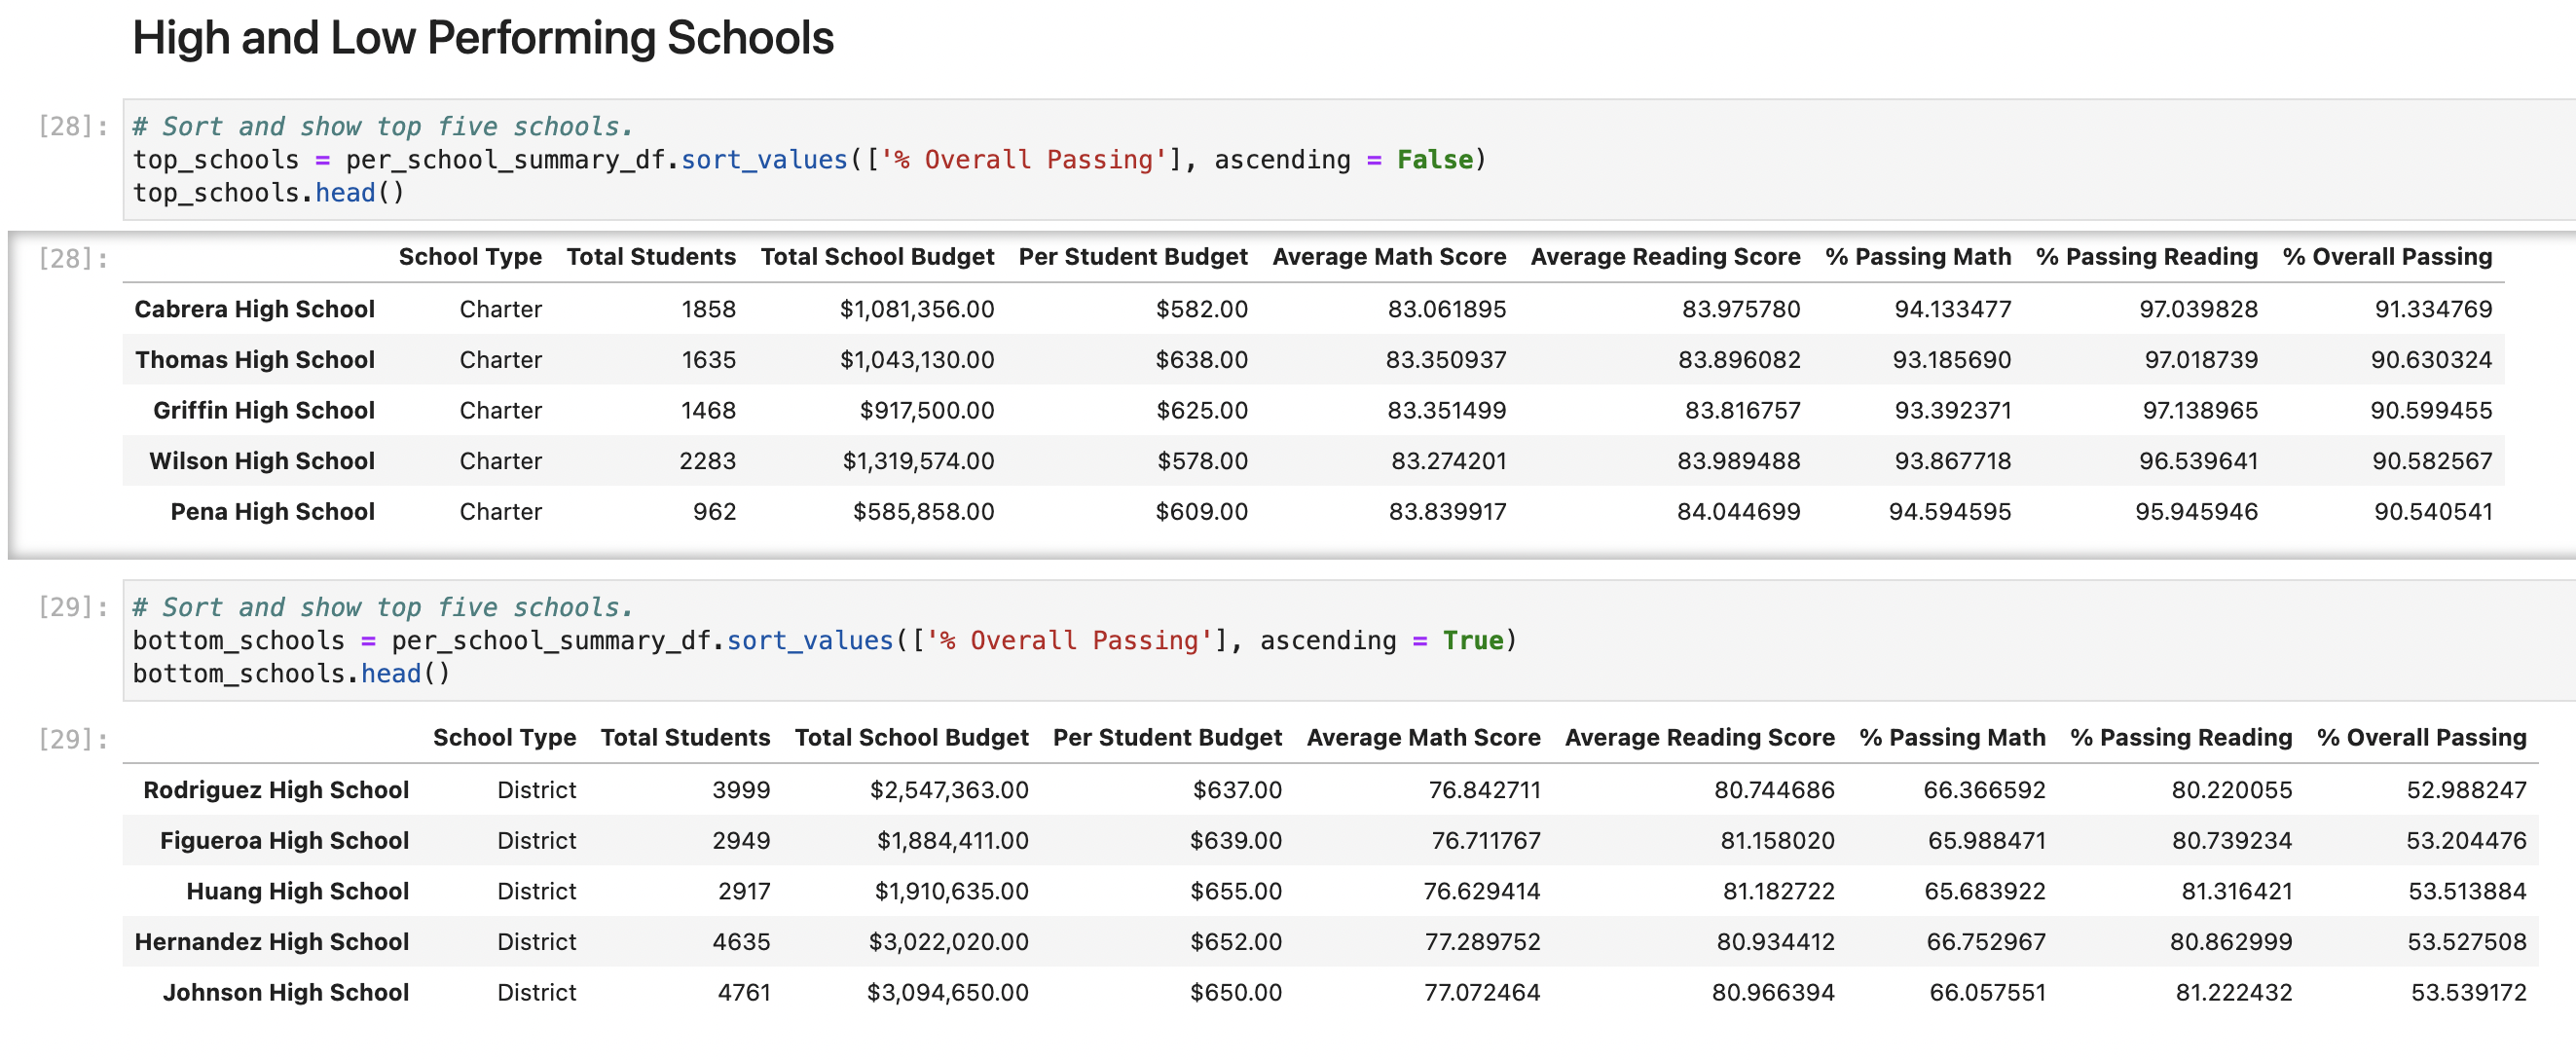 High and Low Performing Schools
[28]: # Sort and show top five schools.
top_schools = per_school_summary_df.sort_values(['% Overall Passing'], ascending = False)
top_schools.head()
[28]: School Type Total Students Total School Budget Per Student Budget Average Math Score Average Reading Score % Passing Math % Passing Reading % Overall Passing
Cabrera High School Charter 1858 $1,081,356.00 $582.00 83.061895 83.975780 94.133477 97.039828 91.334769
Thomas High School Charter 1635 $1,043,130.00 $638.00 83.350937 83.896082 93.185690 97.018739 90.630324
Griffin High School Charter 1468 $917,500.00 $625.00 83.351499 83.816757 93.392371 97.138965 90.599455
Wilson High School Charter 2283 $1,319,574.00 $578.00 83.274201 83.989488 93.867718 96.539641 90.582567
Pena High School Charter 962 $585,858.00 $609.00 83.839917 84.044699 94.594595 95.945946 90.540541
[29]: # Sort and show top five schools.
bottom_schools = per_school_summary_df.sort_values(['% Overall Passing'], ascending = True)
bottom_schools.head()
[29]: School Type Total Students Total School Budget Per Student Budget Average Math Score Average Reading Score % Passing Math % Passing Reading % Overall Passing
Rodriguez High School District 3999 $2,547,363.00 $637.00 76.842711 80.744686 66.366592 80.220055 52.988247
Figueroa High School District 2949 $1,884,411.00 $639.00 76.711767 81.158020 65.988471 80.739234 53.204476
Huang High School District 2917 $1,910,635.00 $655.00 76.629414 81.182722 65.683922 81.316421 53.513884
Hernandez High School District 4635 $3,022,020.00 $652.00 77.289752 80.934412 66.752967 80.862999 53.527508
Johnson High School District 4761 $3,094,650.00 $650.00 77.072464 80.966394 66.057551 81.222432 53.539172